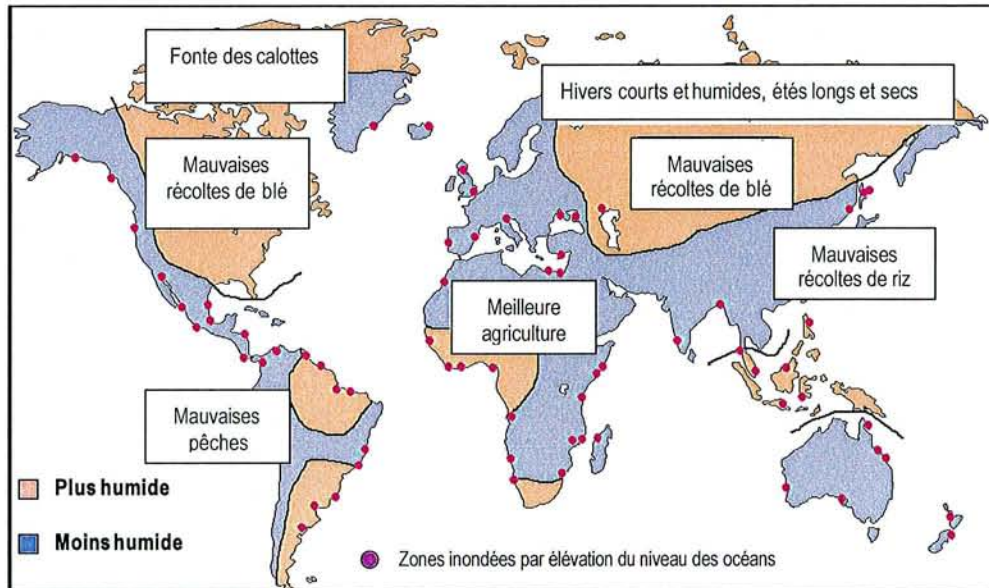 Fonte des calottes
Hivers courts et humides, étés longs et secs
Mauvaises
récoltes de blé
Mauvaises
récoltes de blé
Mauvaises
récoltes de riz
Meilleure
agriculture
Mauvaises
pêches
Plus humide
Moins humide
Zones inondées par élévation du niveau des océans